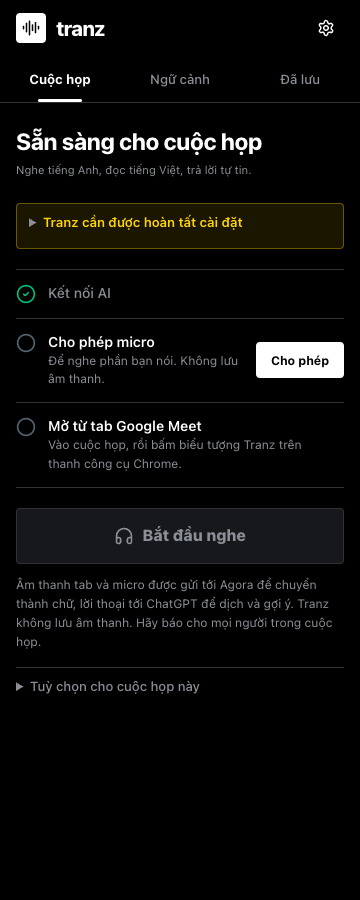 tranz
Cuộc họp
Ngữ cảnh
Đã lưu
Sẵn sàng cho cuộc họp
Nghe tiếng Anh, đọc tiếng Việt, trả lời tự tin.
Tranz cần được hoàn tất cài đặt
Kết nối AI
Cho phép micro
Để nghe phần bạn nói. Không lưu
âm thanh.
Cho phép
Mở từ tab Google Meet
Vào cuộc họp, rồi bấm biểu tượng Tranz trên
thanh công cụ Chrome.
Bắt đầu nghe
Âm thanh tab và micro được gửi tới Agora để chuyển
thành chữ, lời thoại tới ChatGPT để dịch và gợi ý. Tranz
không lưu âm thanh. Hãy báo cho mọi người trong cuộc
họp.
Tuỳ chọn cho cuộc họp này